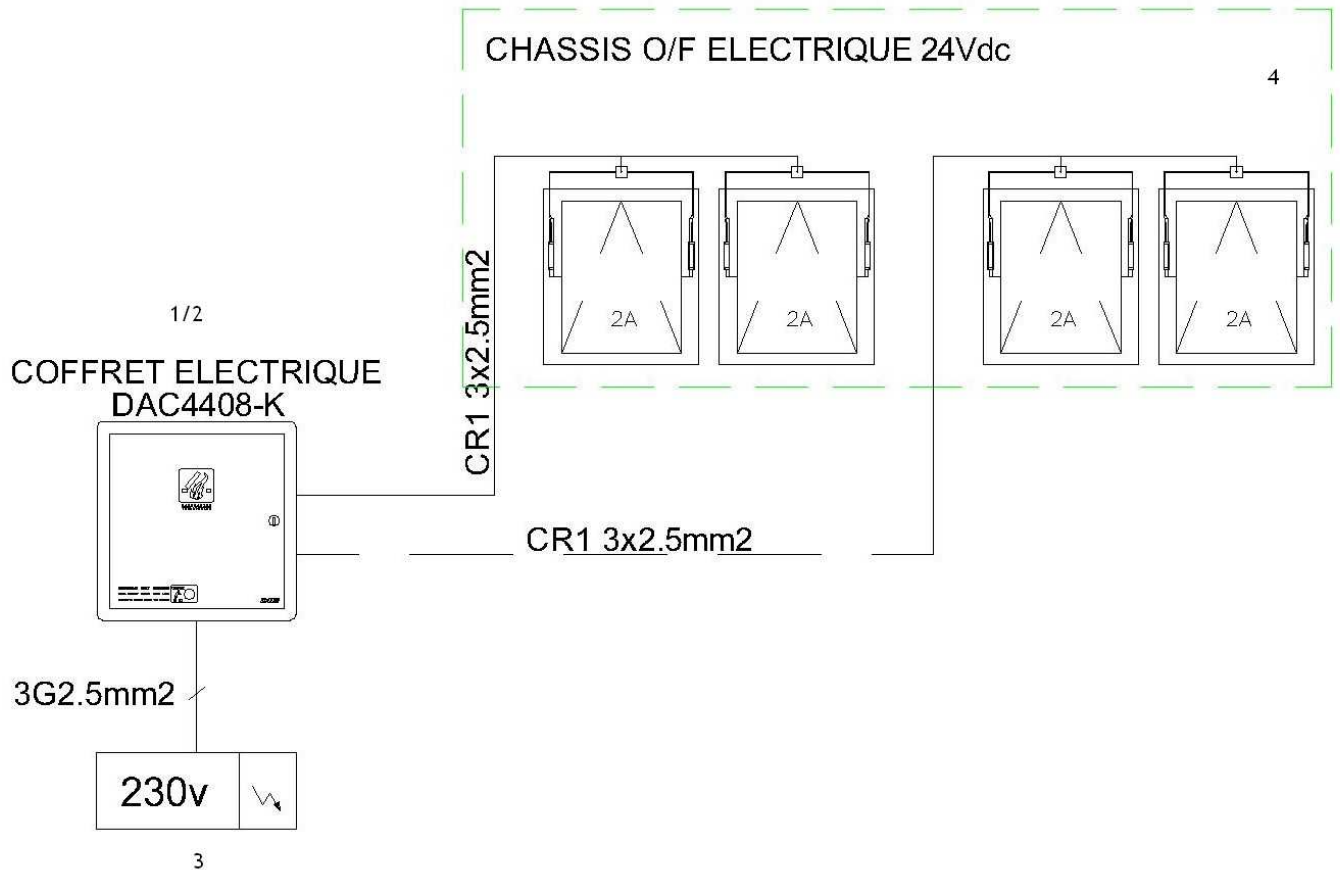 CHASSIS O/F ELECTRIQUE 24Vdc
4
2A
2A
2A
2A
CR1 3x2.5mm2
1/2
COFFRET ELECTRIQUE
DAC4408-K
CR1 3x2.5mm2
3G2.5mm2
230v
3